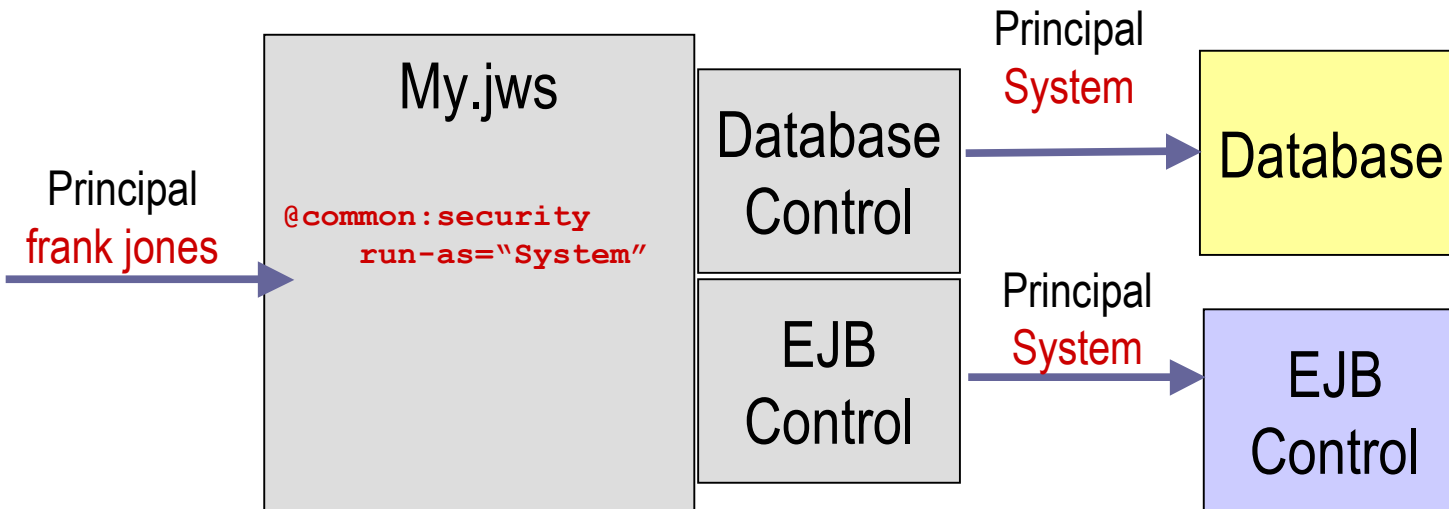 Principal
frank jones
My.jws
@common:security
run-as=“System”
Database
Control
EJB
Control
Principal
System
Principal
System
Database
EJB
Control